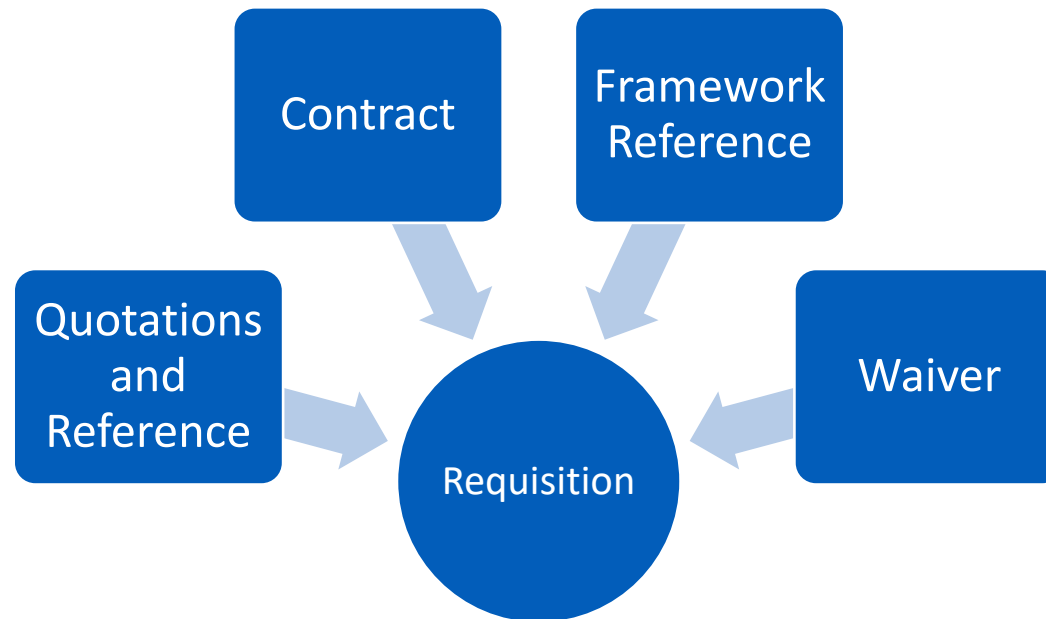 Contract
Framework
Reference
Quotations
and
Reference
Waiver
Requisition